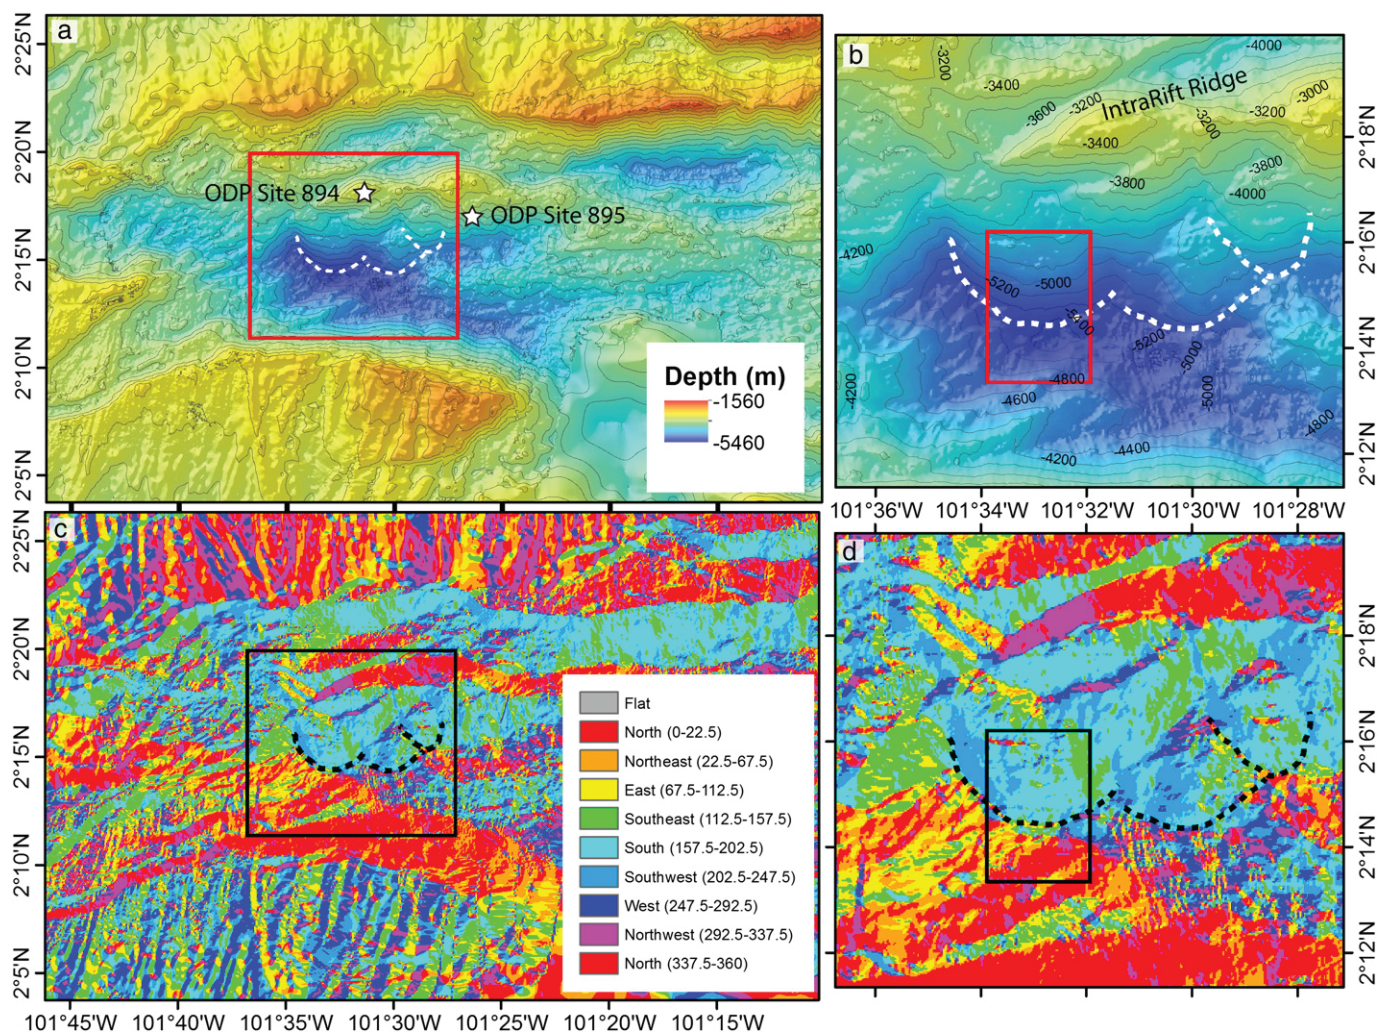 a
2°25'N
2°20'N
2°15'N
2°10'N
2°5'N
ODP Site 894
ODP Site 895
Depth (m)
-1560
-5460
b
-3200
-3400
-3600
-3200
IntraRift Ridge
-4000
-3000
-3200
-3200
-3400
-3800
-3800
-4000
-4200
-5200
-5000
-5400
-5200
-5000
-4800
-4600
-5000
-4800
-4200
-4400
-4200
2°18'N
2°16'N
2°14'N
2°12'N
101°36'W
101°34'W
101°32'W
101°30'W
101°28'W
c
2°25'N
2°20'N
2°15'N
2°10'N
2°5'N
101°45'W
101°40'W
101°35'W
101°30'W
101°20'W
101°15'W
Flat
North (0-22.5)
Northeast (22.5-67.5)
East (67.5-112.5)
Southeast (112.5-157.5)
South (157.5-202.5)
Southwest (202.5-247.5)
West (247.5-292.5)
Northwest (292.5-337.5)
North (337.5-360)
d
2°18'N
2°16'N
2°14'N
2°12'N